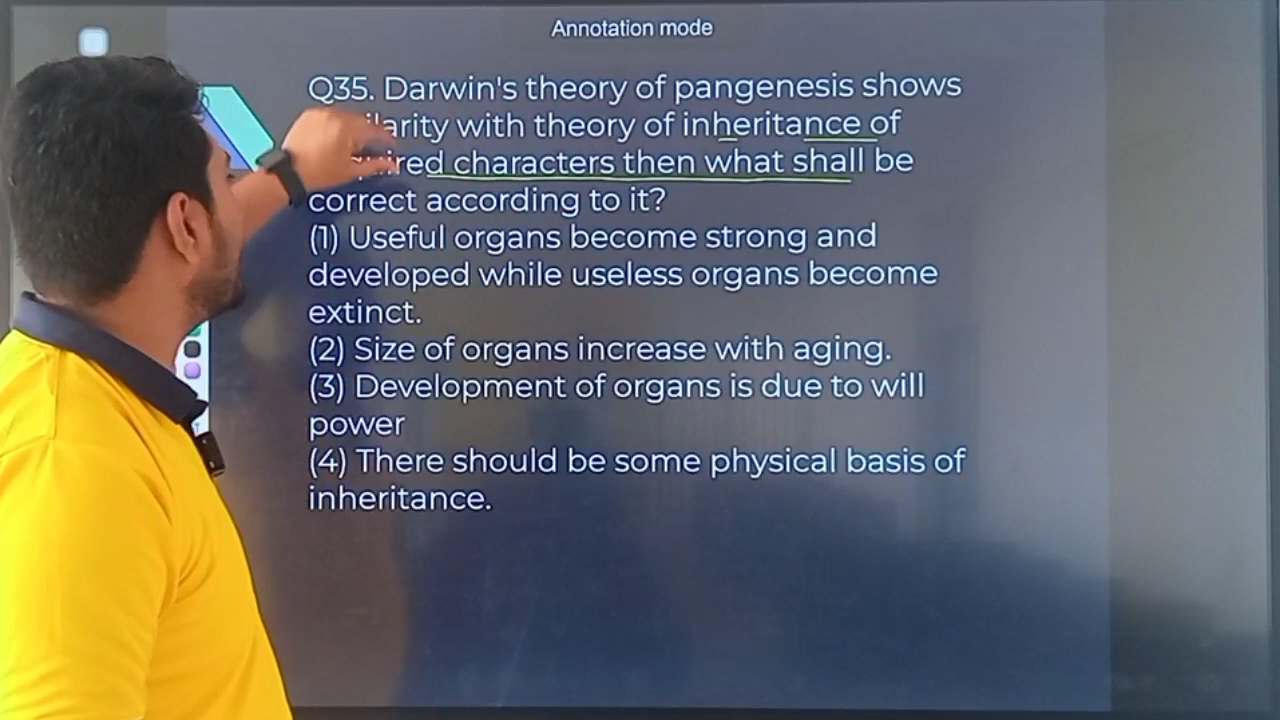 Annotation mode
Q35. Darwin's theory of pangenesis shows
with theory of inheritance of
characters then what shall be
correct according to it?
(1) Useful organs become strong and
developed while useless organs become
extinct.
(2) Size of organs increase with aging.
(3) Development of organs is due to will
power
(4) There should be some physical basis of
inheritance.